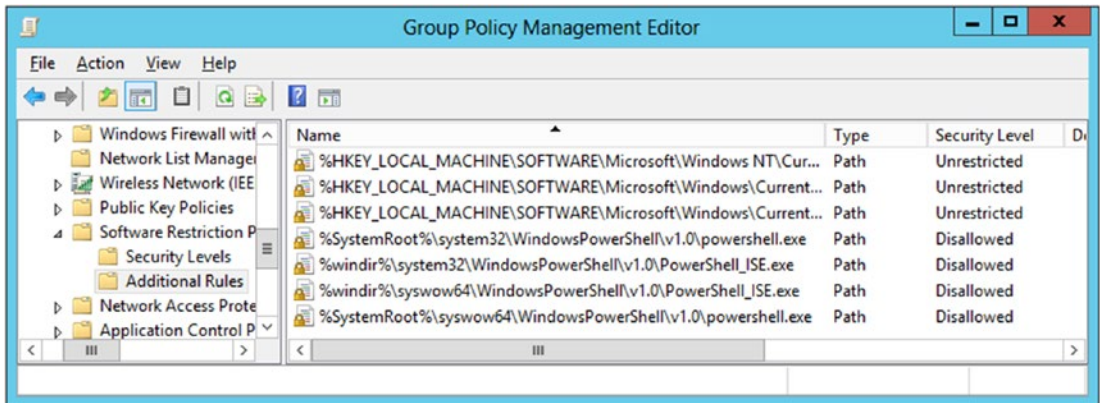 Group Policy Management Editor
File Action View Help
Windows Firewall with
Network List Manager
Wireless Network (IEE
Public Key Policies
Software Restriction P
Security Levels
Additional Rules
Network Access Prote
Application Control P
Name Type Security Level De
%HKEY_LOCAL_MACHINE\SOFTWARE\Microsoft\Windows NT\Cur... Path Unrestricted
%HKEY_LOCAL_MACHINE\SOFTWARE\Microsoft\Windows\Current... Path Unrestricted
%HKEY_LOCAL_MACHINE\SOFTWARE\Microsoft\Windows\Current... Path Unrestricted
%SystemRoot%\system32\WindowsPowerShell\v1.0\powershell.exe Path Disallowed
%windir%\system32\WindowsPowerShell\v1.0\PowerShell_ISE.exe Path Disallowed
%windir%\syswow64\WindowsPowerShell\v1.0\PowerShell_ISE.exe Path Disallowed
%SystemRoot%\syswow64\WindowsPowerShell\v1.0\powershell.exe Path Disallowed